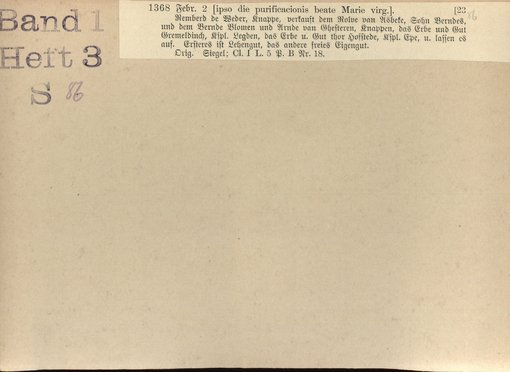 Band 1
Heft 3
S 86
1368 Febr. 2 [ipso die purificacionis beate Marie virg.]. [23
Remberd de Weder, Knappe, verkauft dem Rolve van Asbeke, Sohn Berndes,
und dem Bernde Blomen und Arnde van Ghesteren, Knappen, das Erbe und Gut
Gremelbinch, Kspl. Legden, das Erbe u. Gut thor Hofstede, Kspl. Epe, u. lassen es
auf. Ersteres ist Lehengut, das andere freies Eigengut.
Orig. Siegel; Cl. I L. 5 P. B Nr. 18.